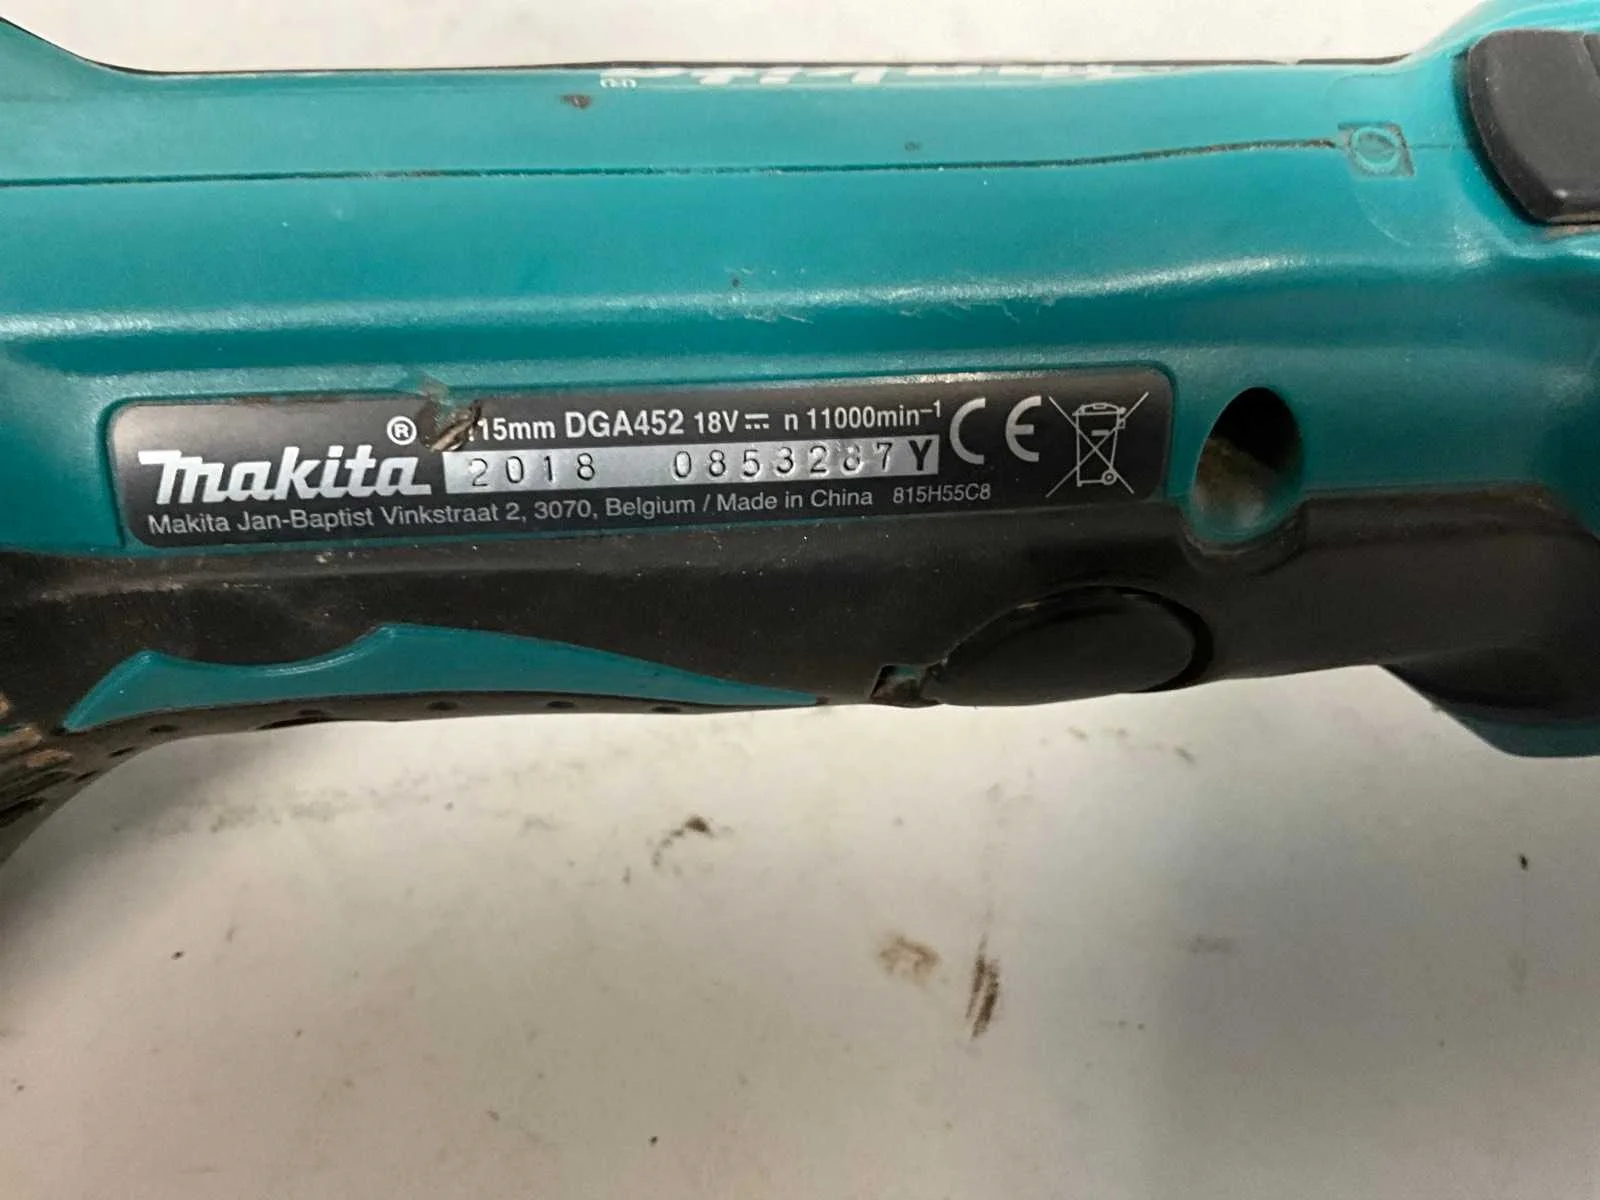 makita
®
15mm DGA452 18V⎓ n 11000min⁻¹ CE
2018 0853287Y
Makita Jan-Baptist Vinkstraat 2, 3070, Belgium / Made in China 815H55C8